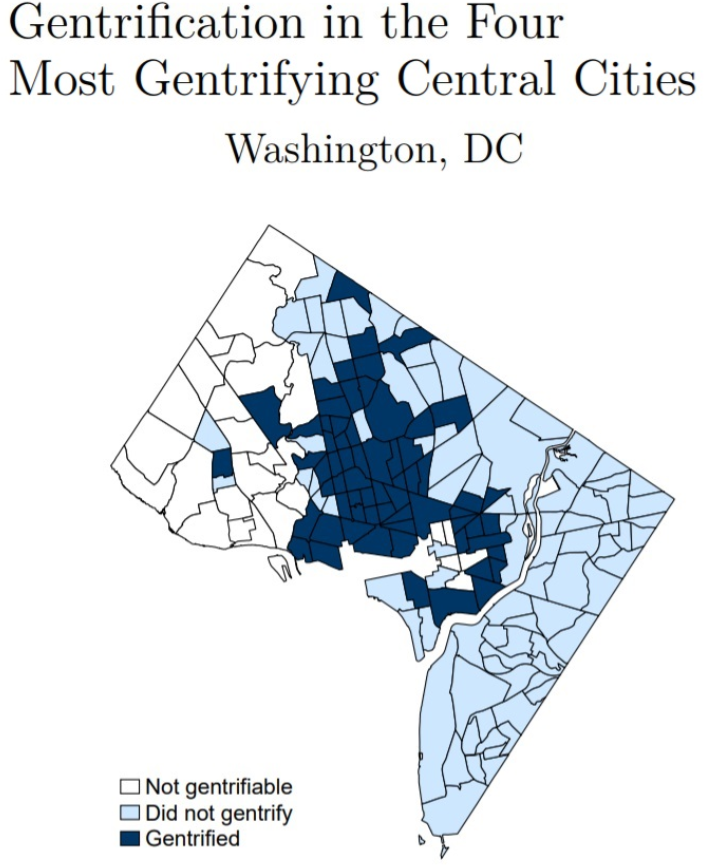 Gentrification in the Four
Most Gentrifying Central Cities
Washington, DC
Not gentrifiable
Did not gentrify
Gentrified